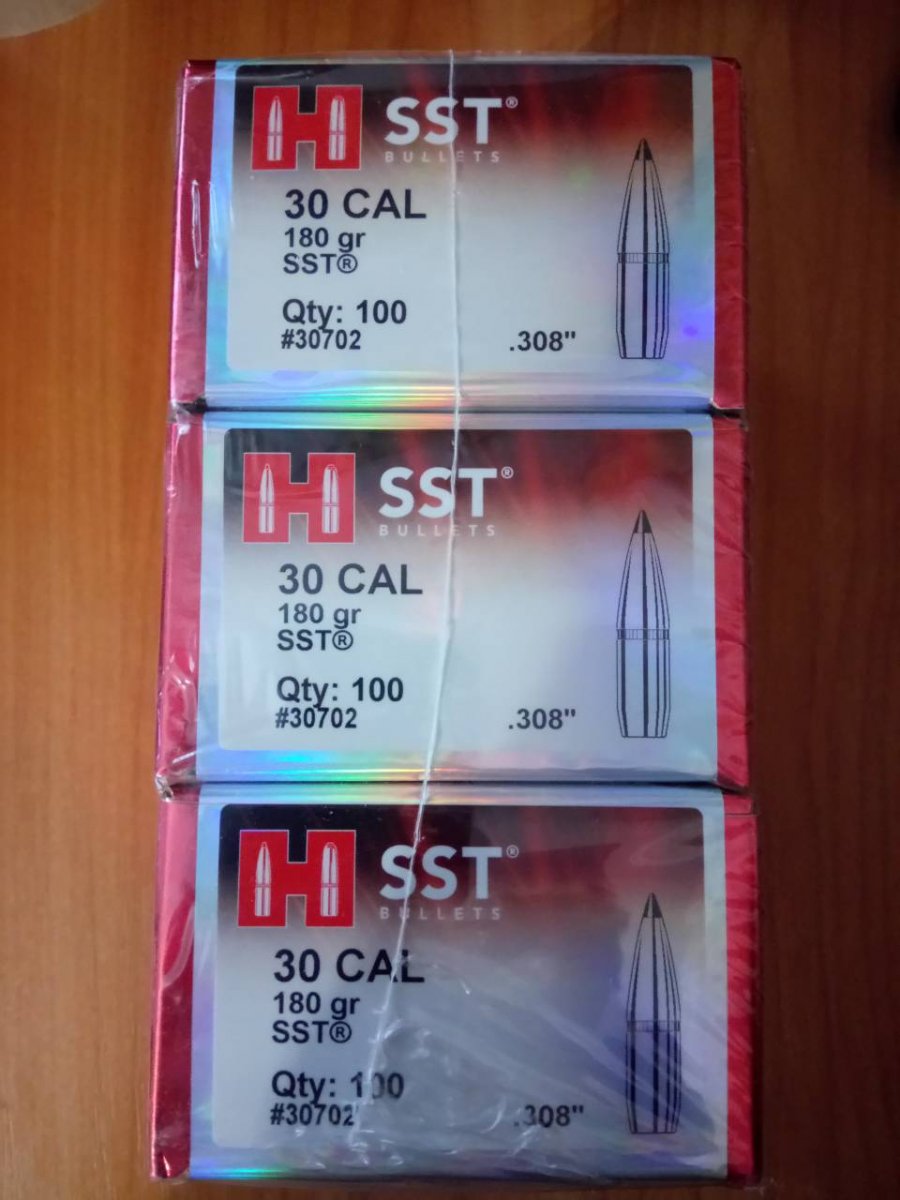 SST®
BULLETS
30 CAL
180 gr
SST®
Qty: 100
#30702 .308"
SST®
BULLETS
30 CAL
180 gr
SST®
Qty: 100
#30702 .308"
SST®
BULLETS
30 CAL
180 gr
SST®
Qty: 100
#30702 .308"